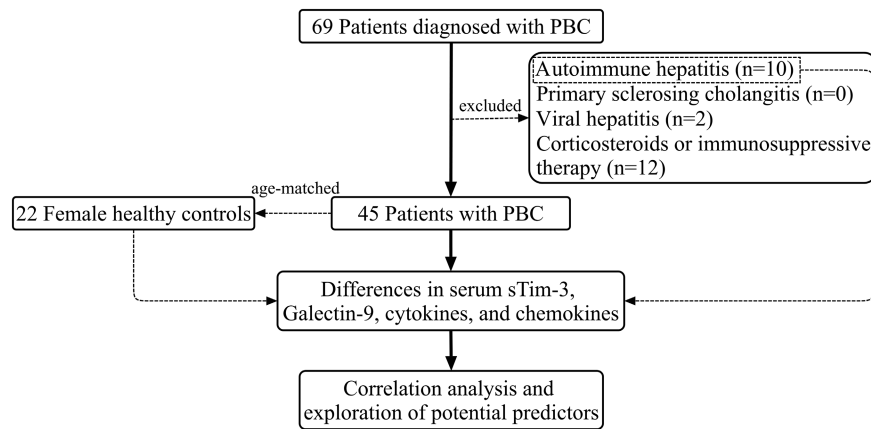 69 Patients diagnosed with PBC
excluded
Autoimmune hepatitis (n=10)
Primary sclerosing cholangitis (n=0)
Viral hepatitis (n=2)
Corticosteroids or immunosuppressive
therapy (n=12)
age-matched
22 Female healthy controls
45 Patients with PBC
Differences in serum sTim-3,
Galectin-9, cytokines, and chemokines
Correlation analysis and
exploration of potential predictors